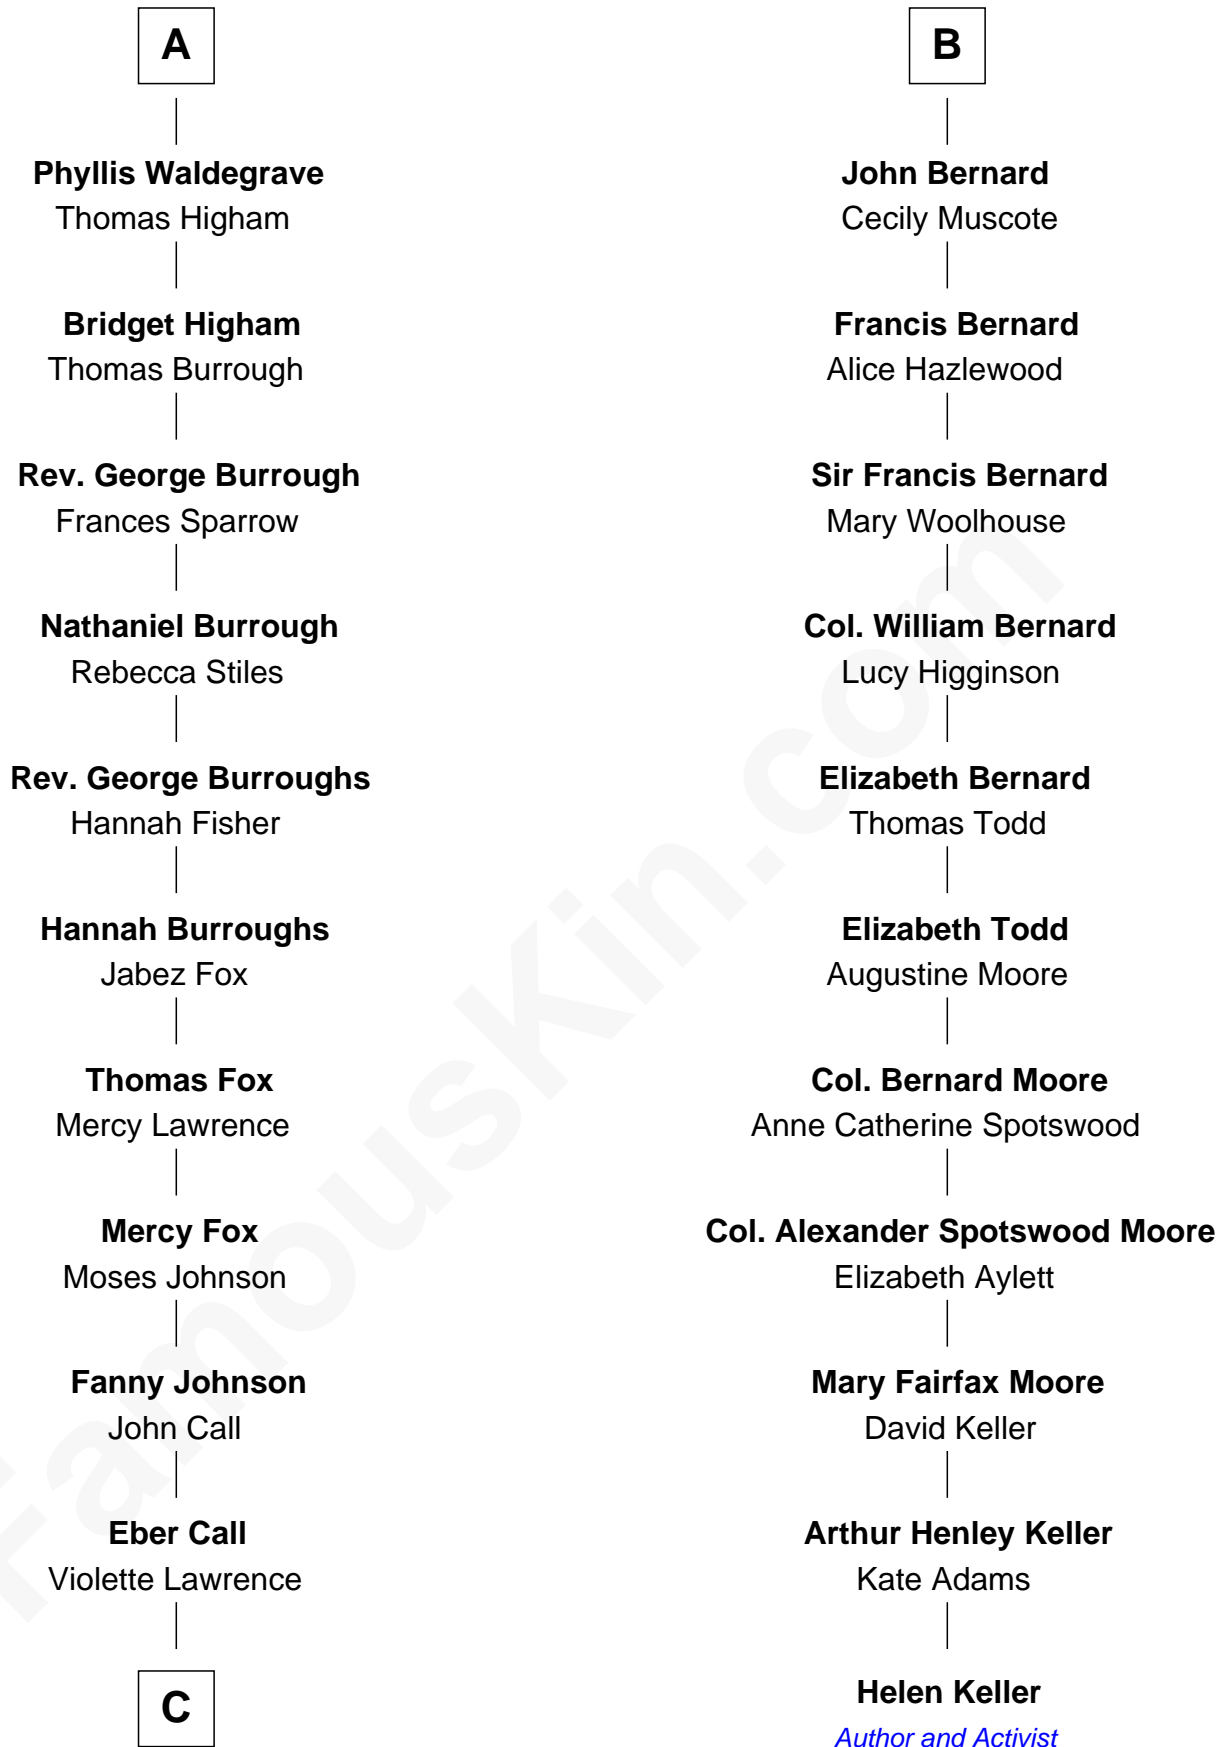 A
Phyllis Waldegrave
Thomas Higham
Bridget Higham
Thomas Burrough
Rev. George Burrough
Frances Sparrow
Nathaniel Burrough
Rebecca Stiles
Rev. George Burroughs
Hannah Fisher
Hannah Burroughs
Jabez Fox
Thomas Fox
Mercy Lawrence
Mercy Fox
Moses Johnson
Fanny Johnson
John Call
Eber Call
Violette Lawrence
C
B
John Bernard
Cecily Muscote
Francis Bernard
Alice Hazlewood
Sir Francis Bernard
Mary Woolhouse
Col. William Bernard
Lucy Higginson
Elizabeth Bernard
Thomas Todd
Elizabeth Todd
Augustine Moore
Col. Bernard Moore
Anne Catherine Spotswood
Col. Alexander Spotswood Moore
Elizabeth Aylett
Mary Fairfax Moore
David Keller
Arthur Henley Keller
Kate Adams
Helen Keller
Author and Activist
FamousKin.com